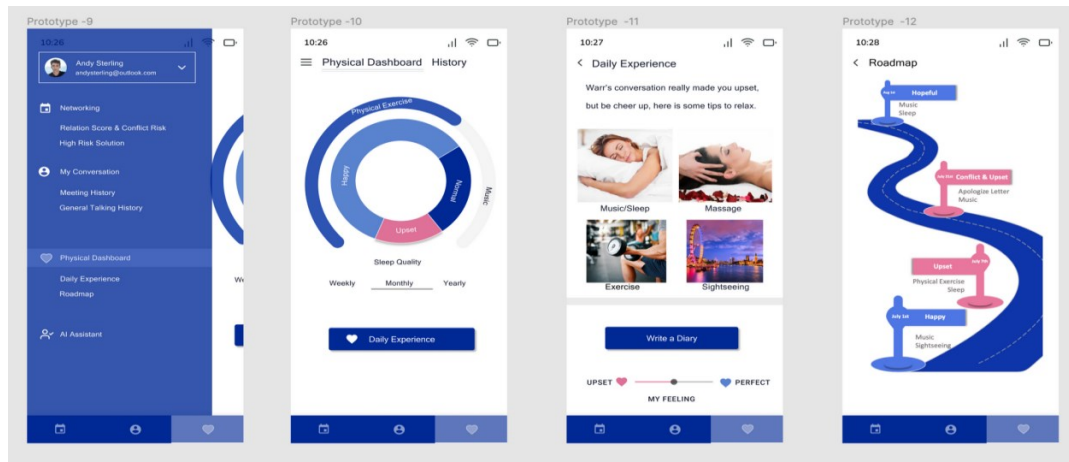 Prototype -9
10:26
Andy Sterling
andysterling@outlook.com
Networking
Relation Score & Conflict Risk
High Risk Solution
My Conversation
Meeting History
General Talking History
Physical Dashboard
Daily Experience
Roadmap
AI Assistant
We
Prototype -10
10:26
Physical Dashboard History
Physical Exercise
Happy
Normal
Music
Upset
Sleep Quality
Weekly Monthly Yearly
Daily Experience
Prototype -11
10:27
Daily Experience
Warr's conversation really made you upset,
but be cheer up, here is some tips to relax.
Music/Sleep Massage
Exercise Sightseeing
Write a Diary
UPSET PERFECT
MY FEELING
Prototype -12
10:28
Roadmap
Hopeful
Music
Sleep
Conflict & Upset
Apologize Letter
Music
Upset July 7th
Physical Exercise
Sleep
July 1st Happy
Music
Sightseeing